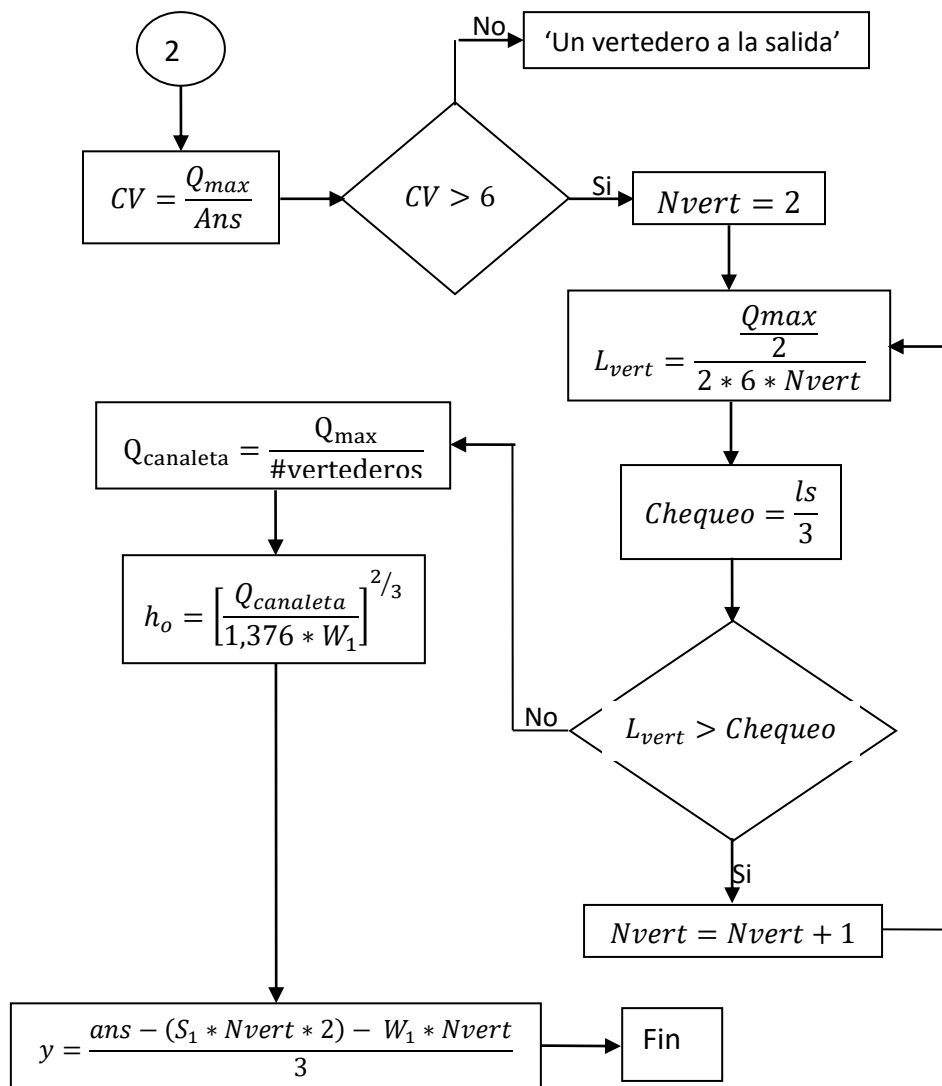 2
No
‘Un vertedero a la salida’
CV = Q_max / Ans
CV > 6
Si
Nvert = 2
L_vert = (Qmax / 2) / (2 * 6 * Nvert)
Q_canaleta = Q_max / #vertederos
Chequeo = ls / 3
h_o = [Q_canaleta / (1,376 * W_1)]^(2/3)
No
L_vert > Chequeo
Si
Nvert = Nvert + 1
y = (ans − (S_1 * Nvert * 2) − W_1 * Nvert) / 3
Fin